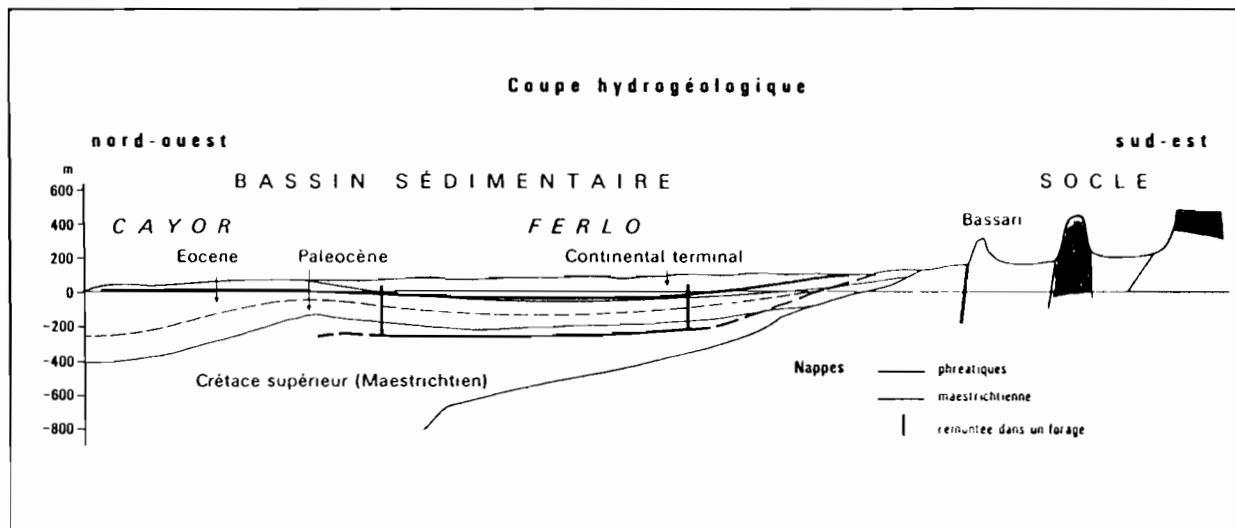 Coupe hydrogéologique
nord-ouest
sud-est
m
BASSIN SÉDIMENTAIRE
SOCLE
600
400
200
0
-200
-400
-600
-800
CAYOR
FERLO
Bassari
Eocene
Paleocène
Continental terminal
Crétace supérieur (Maestrichtien)
Nappes
phreatiques
maestrichtienne
remontée dans un forage